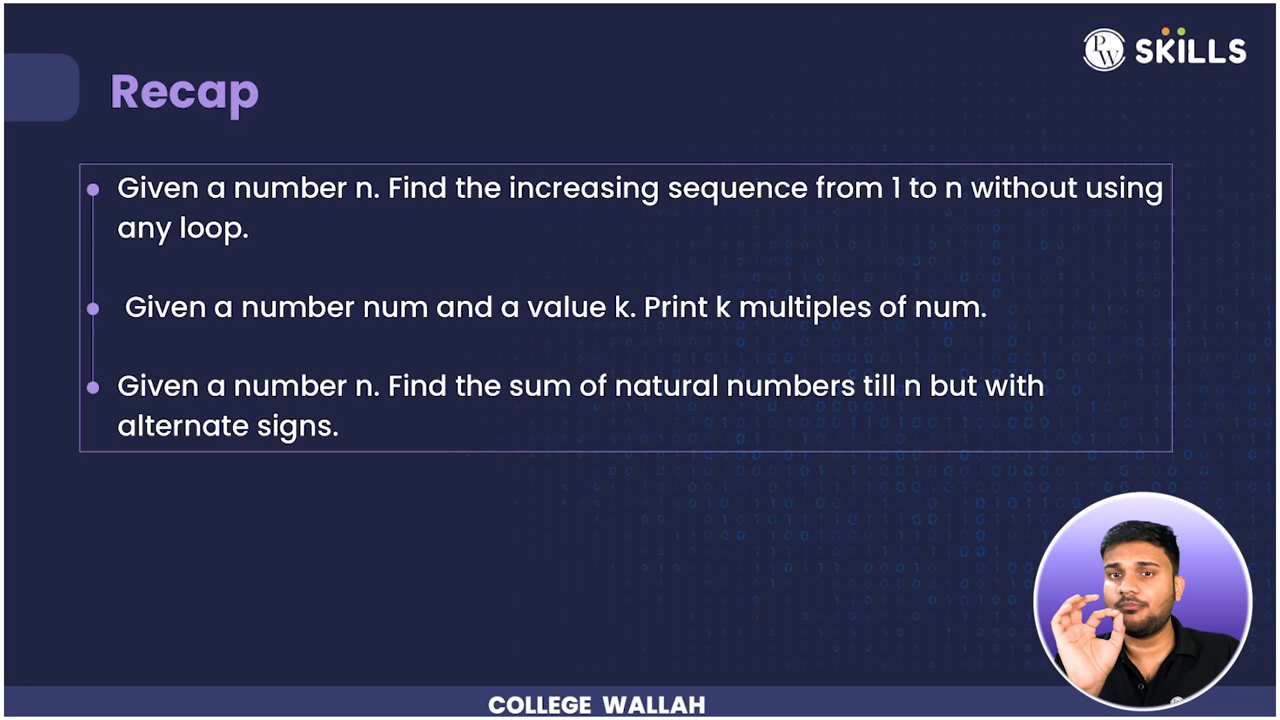 PW SKILLS
Recap
Given a number n. Find the increasing sequence from 1 to n without using
any loop.
Given a number num and a value k. Print k multiples of num.
Given a number n. Find the sum of natural numbers till n but with
alternate signs.
COLLEGE WALLAH